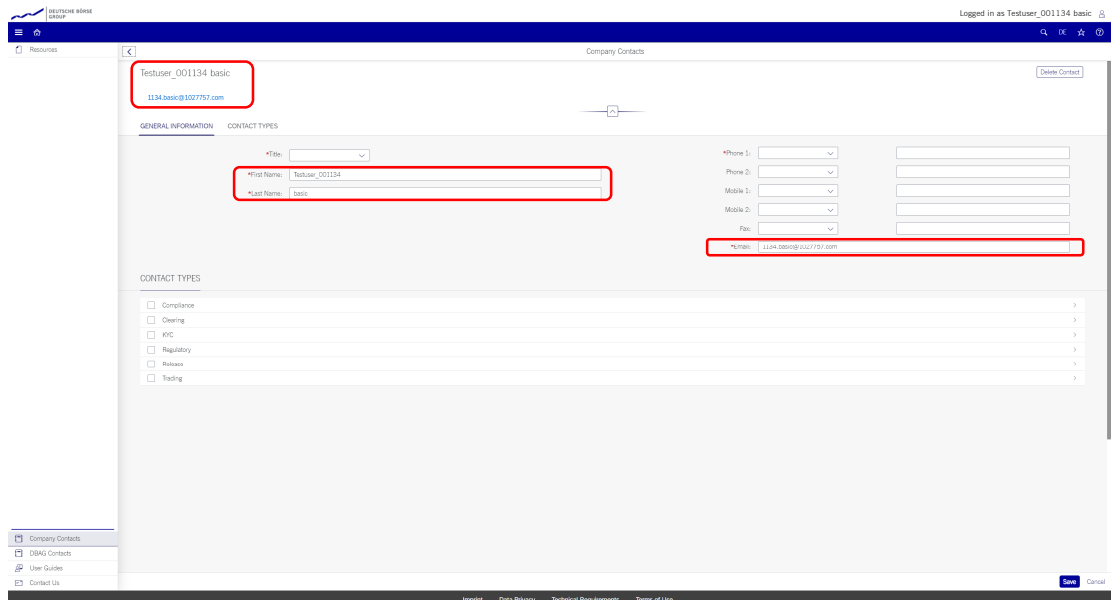 DEUTSCHE BÖRSE
GROUP
Logged in as Testuser_001134 basic
DE
Resources
Company Contacts
Testuser_001134 basic
Delete Contact
1134.basic@1027757.com
GENERAL INFORMATION CONTACT TYPES
*Title:
*Phone 1:
*First Name: Testuser_001134
Phone 2:
*Last Name: basic
Mobile 1:
Mobile 2:
Fax:
*Email: 1134.basic@1027757.com
CONTACT TYPES
Compliance
Clearing
KYC
Regulatory
Release
Trading
Company Contacts
DBAG Contacts
User Guides
Contact Us
Save Cancel
Imprint Data Privacy Technical Requirements Terms of Use